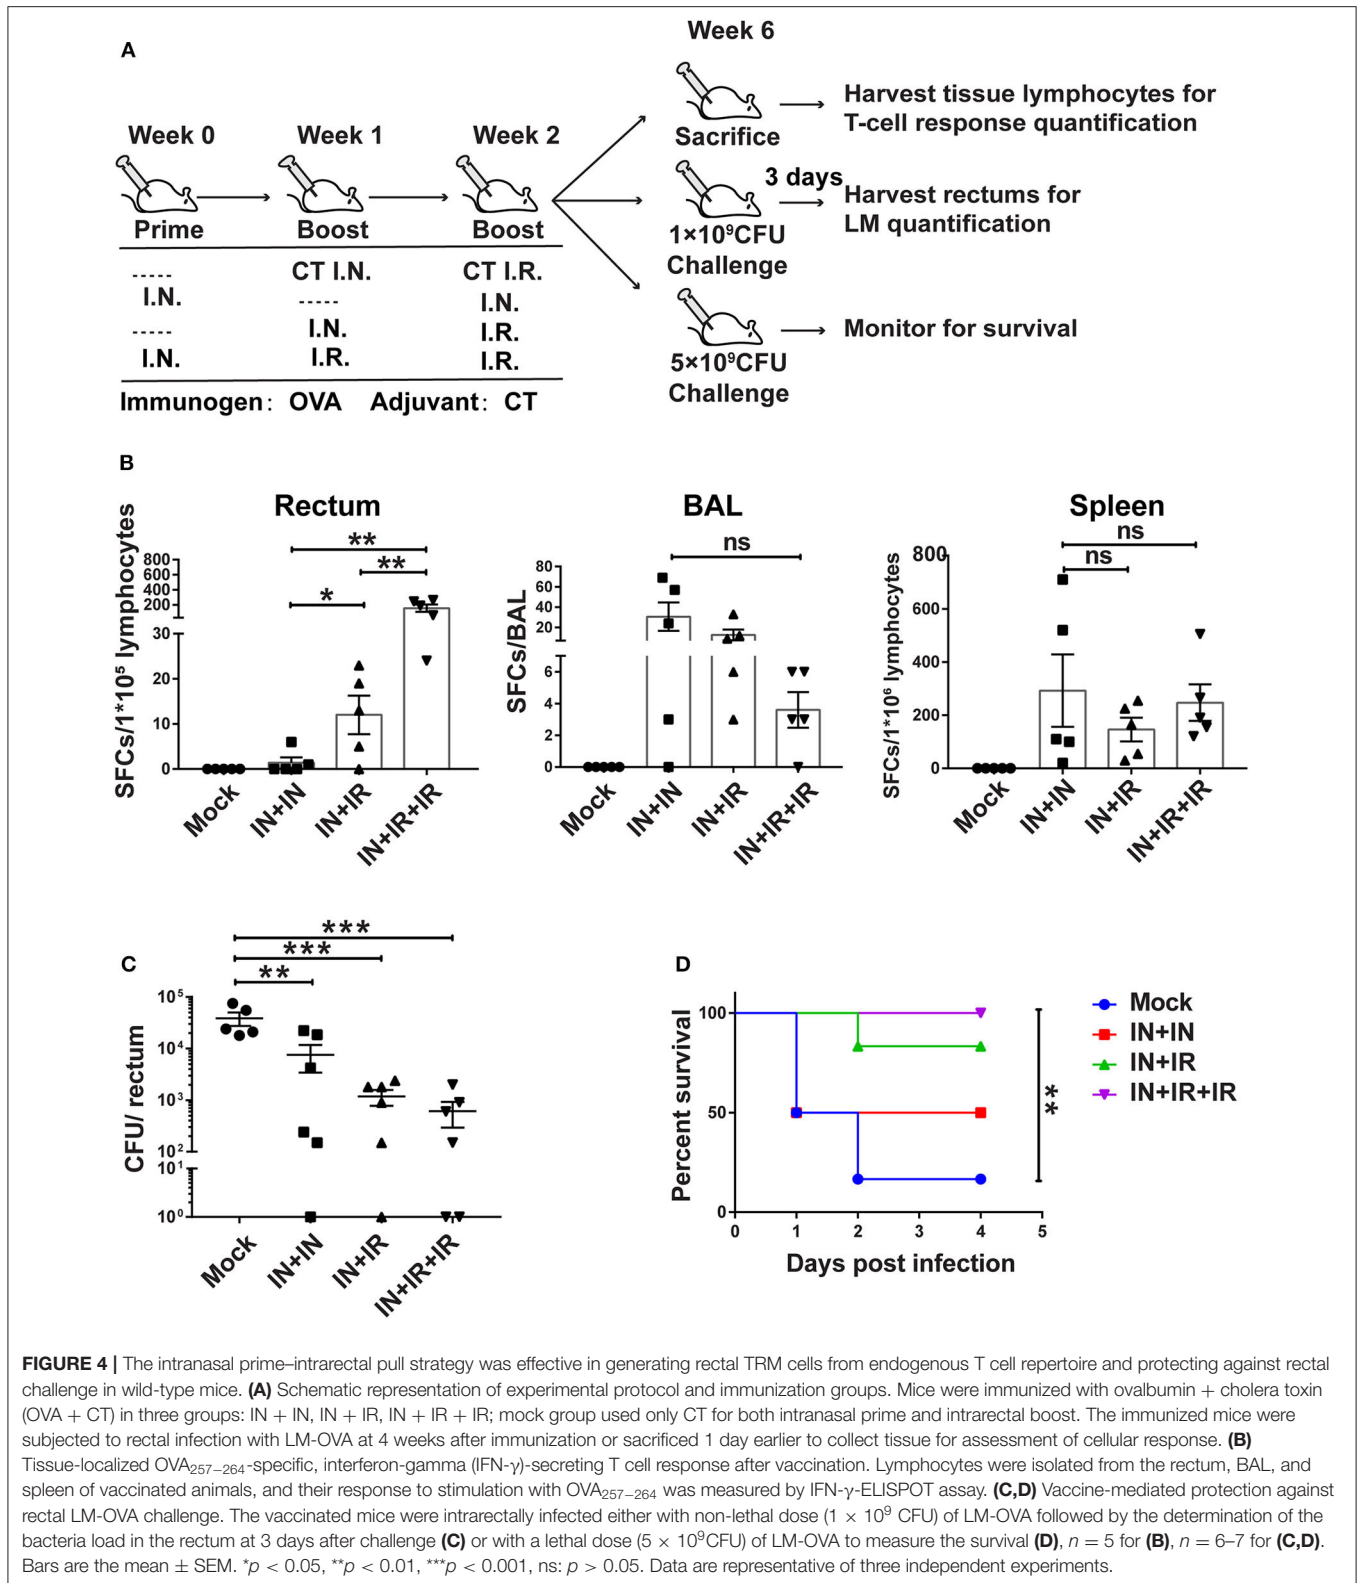 A
Week 0
Week 1
Week 2
Week 6
Prime
Boost
Boost
-----
CT I.N.
CT I.R.
I.N.
-----
I.N.
-----
I.N.
I.R.
I.N.
I.R.
I.R.
Immunogen: OVA Adjuvant: CT
Sacrifice
Harvest tissue lymphocytes for
T-cell response quantification
1×10⁹CFU
Challenge
3 days
Harvest rectums for
LM quantification
5×10⁹CFU
Challenge
Monitor for survival
B
Rectum
SFCs/1*10⁵ lymphocytes
800
600
400
200
30
20
10
0
**
**
*
Mock
IN+IN
IN+IR
IN+IR+IR
BAL
SFCs/BAL
80
60
40
20
6
4
2
0
ns
Mock
IN+IN
IN+IR
IN+IR+IR
Spleen
SFCs/1*10⁶ lymphocytes
800
600
400
200
0
ns
ns
Mock
IN+IN
IN+IR
IN+IR+IR
C
CFU/ rectum
10⁵
10⁴
10³
10²
10¹
10⁰
***
***
**
Mock
IN+IN
IN+IR
IN+IR+IR
D
Percent survival
100
50
0
0 1 2 3 4 5
Days post infection
Mock
IN+IN
IN+IR
IN+IR+IR
**
FIGURE 4 | The intranasal prime–intrarectal pull strategy was effective in generating rectal TRM cells from endogenous T cell repertoire and protecting against rectal
challenge in wild-type mice. (A) Schematic representation of experimental protocol and immunization groups. Mice were immunized with ovalbumin + cholera toxin
(OVA + CT) in three groups: IN + IN, IN + IR, IN + IR + IR; mock group used only CT for both intranasal prime and intrarectal boost. The immunized mice were
subjected to rectal infection with LM-OVA at 4 weeks after immunization or sacrificed 1 day earlier to collect tissue for assessment of cellular response. (B)
Tissue-localized OVA₂₅₇₋₂₆₄-specific, interferon-gamma (IFN-γ)-secreting T cell response after vaccination. Lymphocytes were isolated from the rectum, BAL, and
spleen of vaccinated animals, and their response to stimulation with OVA₂₅₇₋₂₆₄ was measured by IFN-γ-ELISPOT assay. (C,D) Vaccine-mediated protection against
rectal LM-OVA challenge. The vaccinated mice were intrarectally infected either with non-lethal dose (1 × 10⁹ CFU) of LM-OVA followed by the determination of the
bacteria load in the rectum at 3 days after challenge (C) or with a lethal dose (5 × 10⁹CFU) of LM-OVA to measure the survival (D), n = 5 for (B), n = 6–7 for (C,D).
Bars are the mean ± SEM. *p < 0.05, **p < 0.01, ***p < 0.001, ns: p > 0.05. Data are representative of three independent experiments.